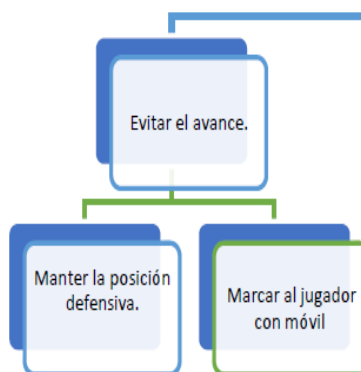 Evitar el avance.
Manter la posición
defensiva.
Marcar al jugador
con móvil